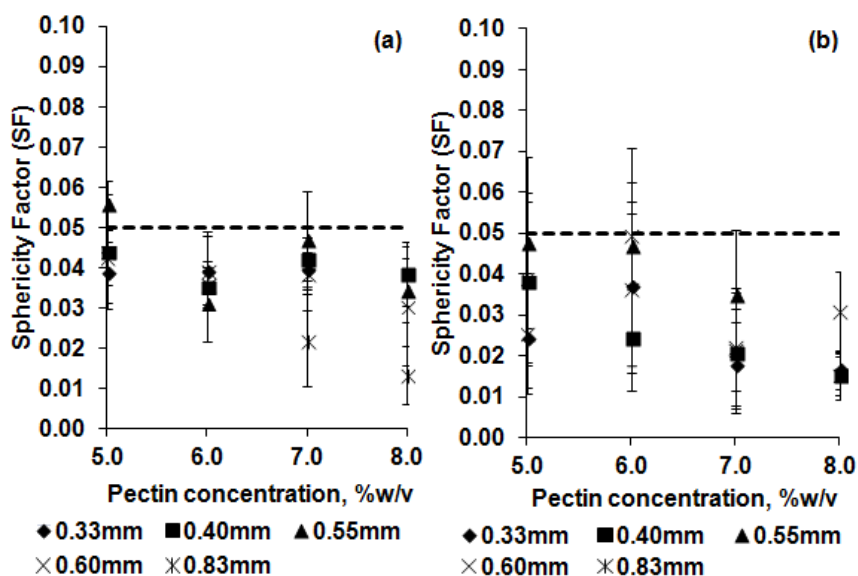 (a)
Sphericity Factor (SF)
0.10
0.09
0.08
0.07
0.06
0.05
0.04
0.03
0.02
0.01
0.00
5.0 6.0 7.0 8.0
Pectin concentration, %w/v
0.33mm 0.40mm 0.55mm
0.60mm 0.83mm
(b)
Sphericity Factor (SF)
0.10
0.09
0.08
0.07
0.06
0.05
0.04
0.03
0.02
0.01
0.00
5.0 6.0 7.0 8.0
Pectin concentration, %w/v
0.33mm 0.40mm 0.55mm
0.60mm 0.83mm